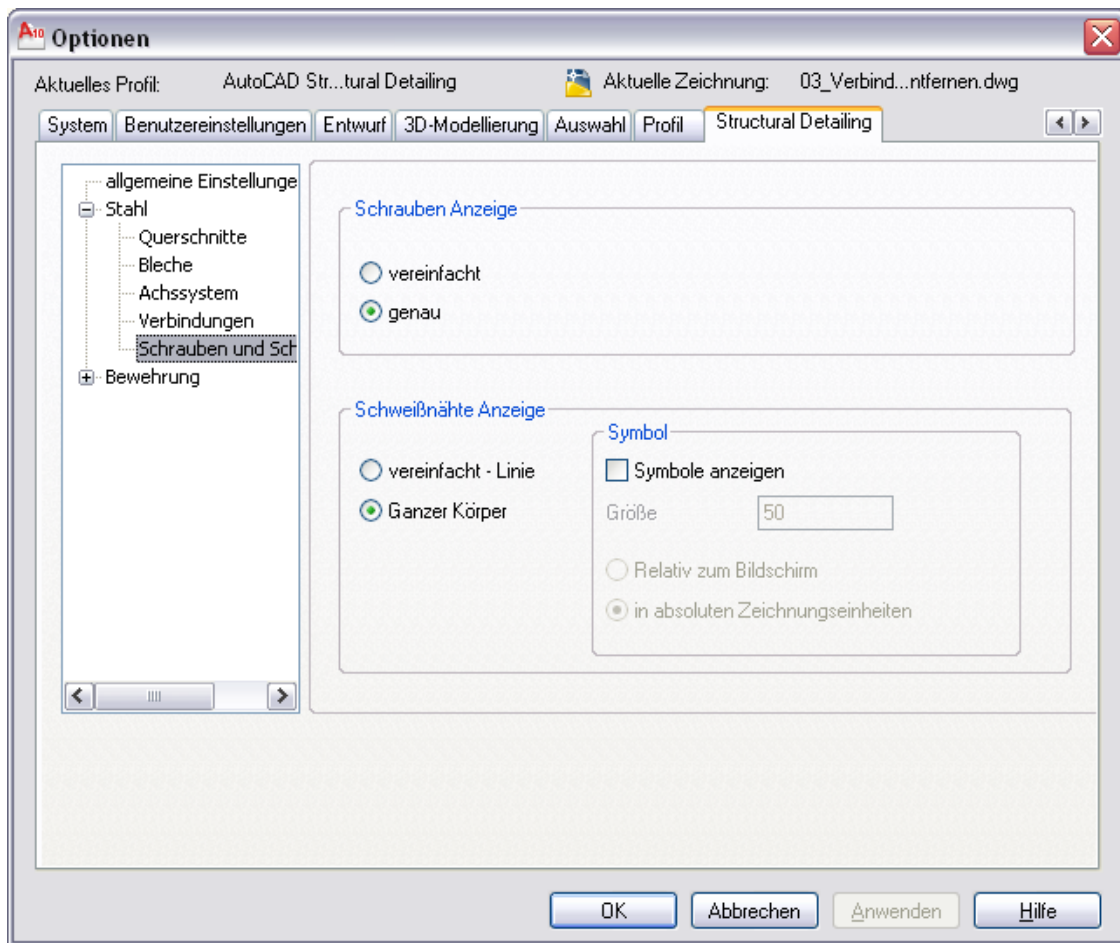 A10 Optionen
Aktuelles Profil: AutoCAD Str...tural Detailing Aktuelle Zeichnung: 03_Verbind...ntfernen.dwg
System Benutzereinstellungen Entwurf 3D-Modellierung Auswahl Profil Structural Detailing
allgemeine Einstellunge
Stahl
Querschnitte
Bleche
Achssystem
Verbindungen
Schrauben und Sch
Bewehrung
Schrauben Anzeige
vereinfacht
genau
Schweißnähte Anzeige
vereinfacht - Linie
Ganzer Körper
Symbol
Symbole anzeigen
Größe 50
Relativ zum Bildschirm
in absoluten Zeichnungseinheiten
OK Abbrechen Anwenden Hilfe